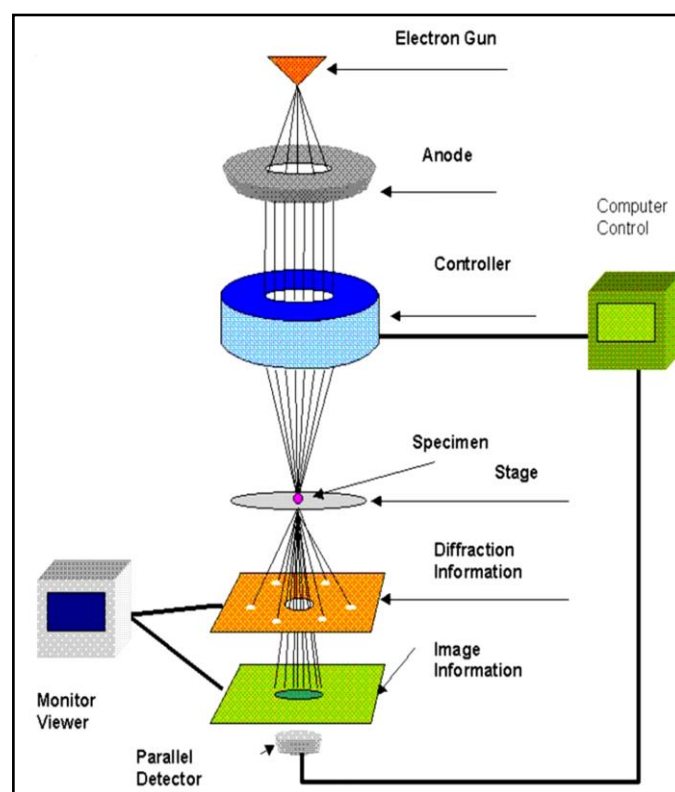 Electron Gun
Anode
Computer
Control
Controller
Specimen
Stage
Diffraction
Information
Image
Information
Monitor
Viewer
Parallel
Detector